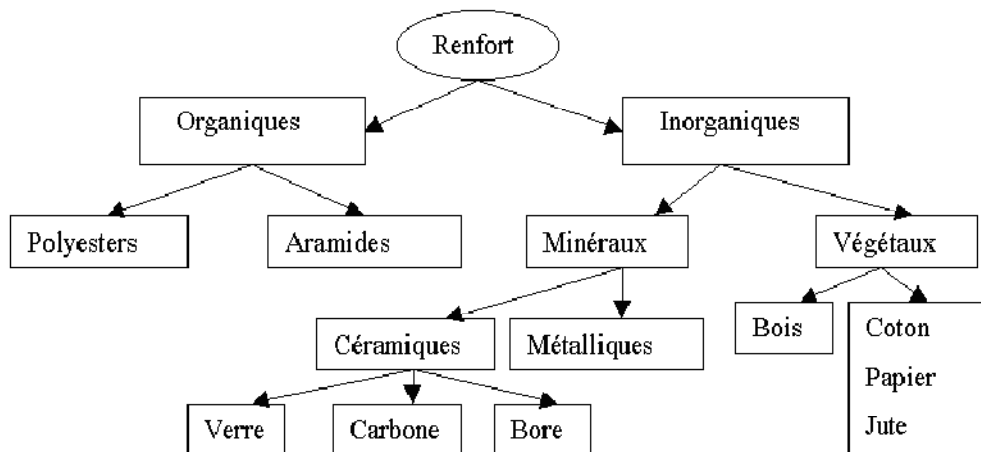 Renfort
Organiques
Inorganiques
Polyesters
Aramides
Minéraux
Végétaux
Céramiques
Métalliques
Bois
Coton
Papier
Jute
Verre
Carbone
Bore